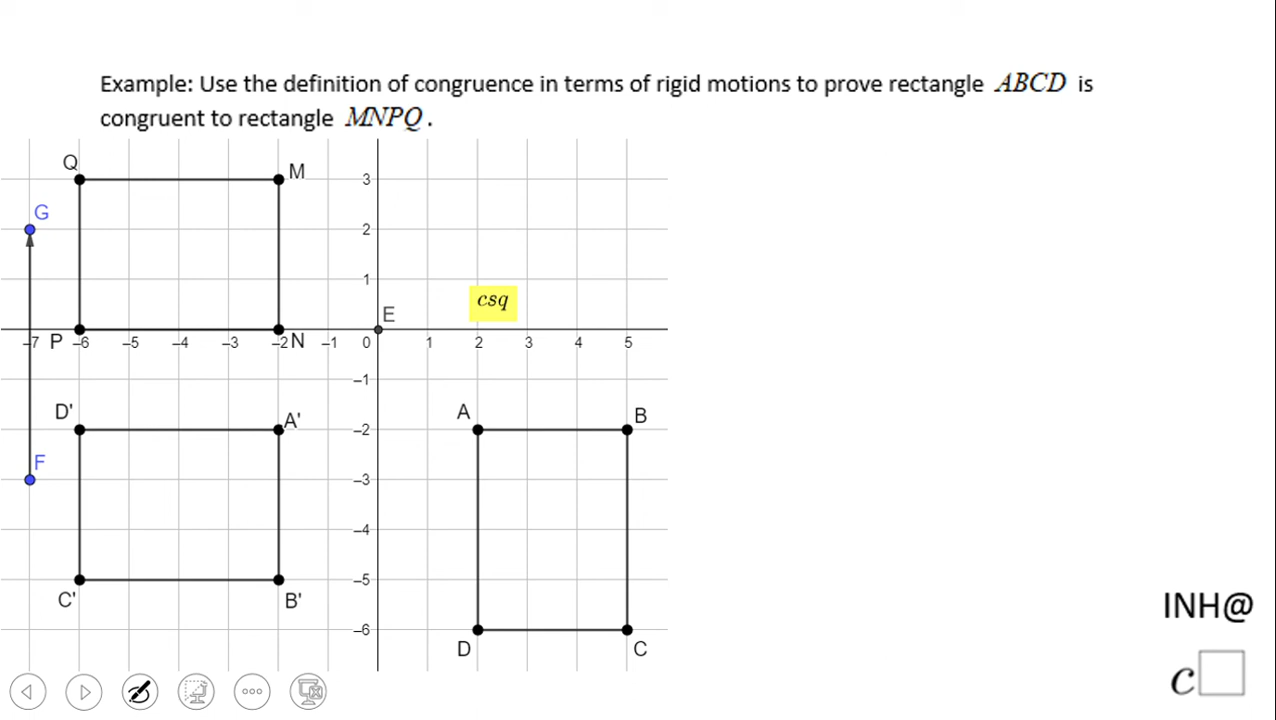 Example: Use the definition of congruence in terms of rigid motions to prove rectangle ABCD is
congruent to rectangle MNPQ.
Q
M
3
G
2
1
csq
E
-7 P -6 -5 -4 -3 -2 N -1 0 1 2 3 4 5
-1
D' A' A B
-2
F
-3
-4
-5
C' B'
-6
D C
INH@
c